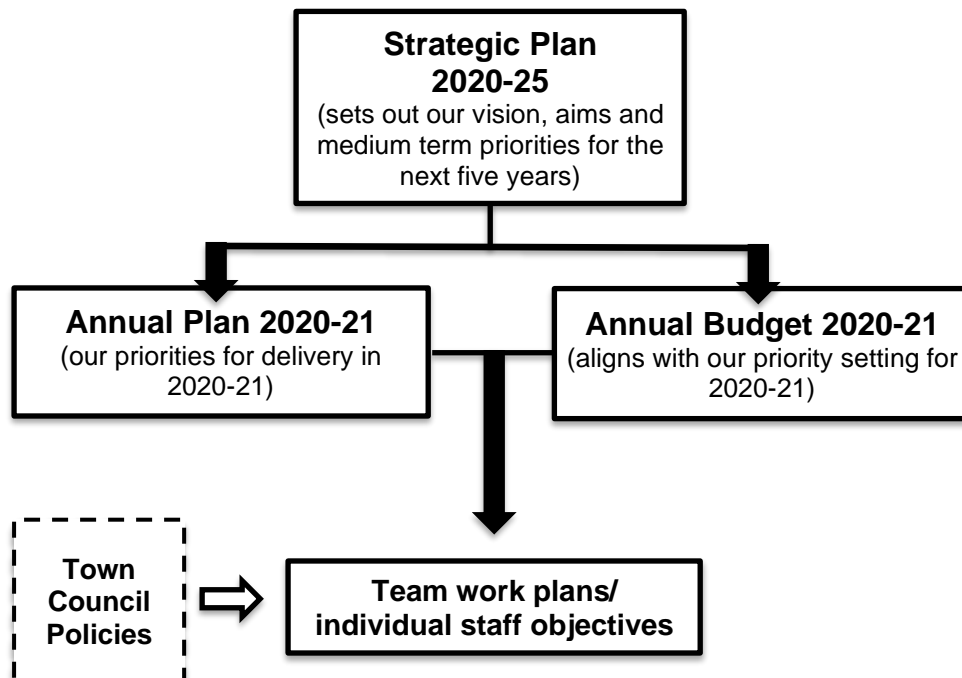 Strategic Plan
2020-25
(sets out our vision, aims and
medium term priorities for the
next five years)
Annual Plan 2020-21
(our priorities for delivery in
2020-21)
Annual Budget 2020-21
(aligns with our priority setting for
2020-21)
Town
Council
Policies
Team work plans/
individual staff objectives